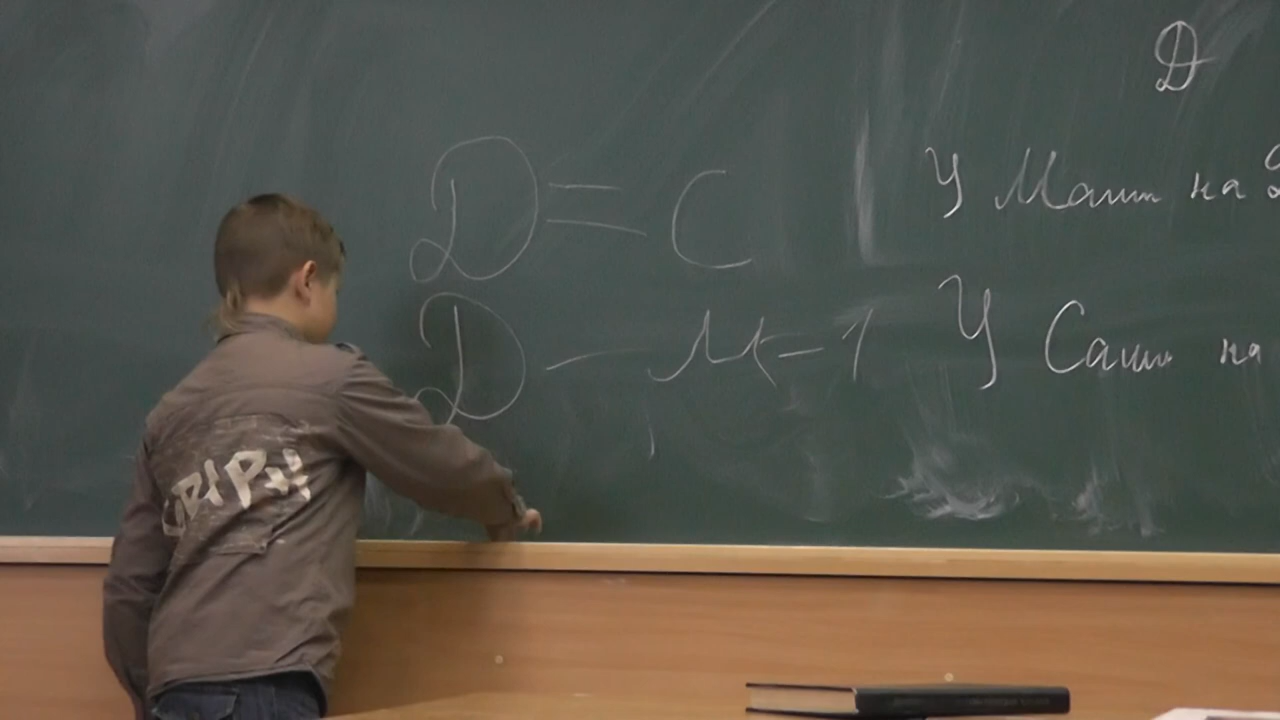 Д
Д = С
У Маши на
Д - М = 1
У Саши на